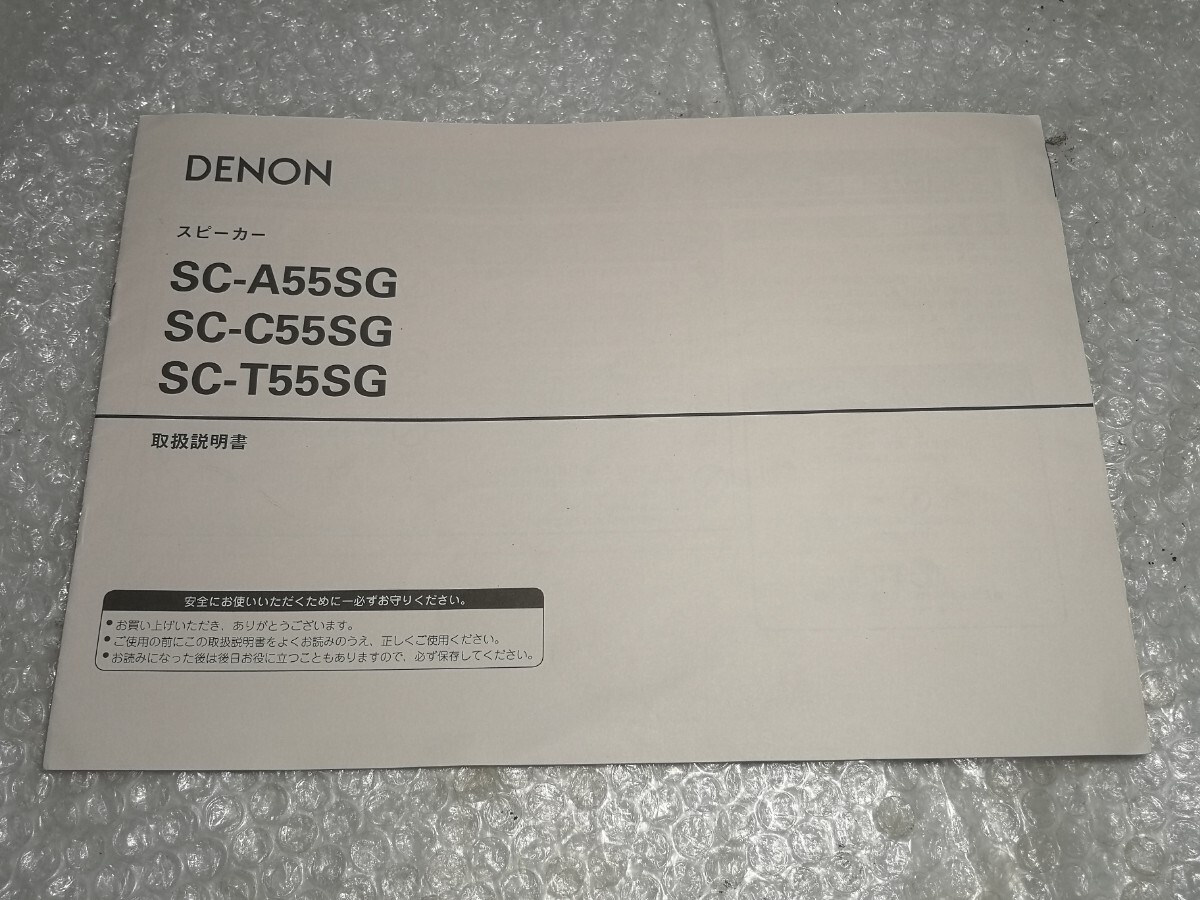 DENON
スピーカー
SC-A55SG
SC-C55SG
SC-T55SG
取扱説明書
安全にお使いいただくために―必ずお守りください。
●お買い上げいただき、ありがとうございます。
●ご使用の前にこの取扱説明書をよくお読みのうえ、正しくご使用ください。
●お読みになった後は後日お役に立つこともありますので、必ず保存してください。